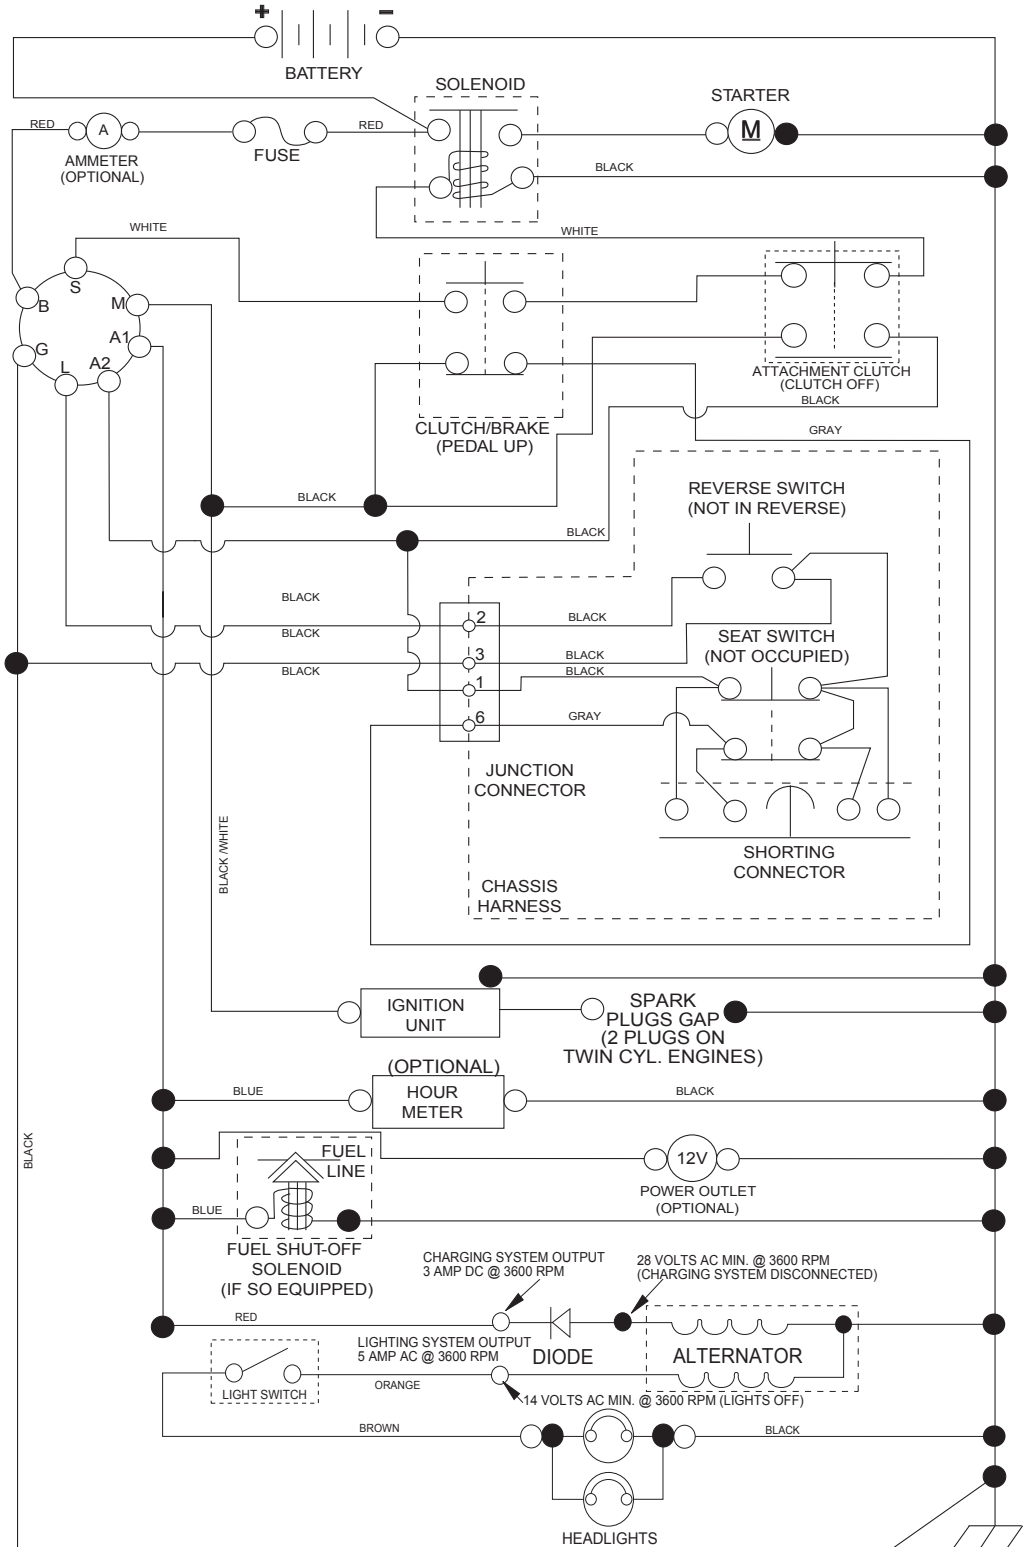 + −
BATTERY
SOLENOID
STARTER
RED
A
RED
M
AMMETER
(OPTIONAL)
FUSE
BLACK
WHITE
WHITE
S
B
M
A1
G
L
A2
ATTACHMENT CLUTCH
(CLUTCH OFF)
BLACK
CLUTCH/BRAKE
(PEDAL UP)
GRAY
REVERSE SWITCH
(NOT IN REVERSE)
BLACK
BLACK
BLACK
2
BLACK
BLACK
SEAT SWITCH
(NOT OCCUPIED)
3
BLACK
BLACK
BLACK
1
6
GRAY
JUNCTION
CONNECTOR
BLACK /WHITE
SHORTING
CONNECTOR
CHASSIS
HARNESS
IGNITION
UNIT
SPARK
PLUGS GAP
(2 PLUGS ON
TWIN CYL. ENGINES)
(OPTIONAL)
HOUR
METER
BLUE
BLACK
BLACK
FUEL
LINE
12V
POWER OUTLET
(OPTIONAL)
BLUE
FUEL SHUT-OFF
SOLENOID
(IF SO EQUIPPED)
CHARGING SYSTEM OUTPUT
3 AMP DC @ 3600 RPM
28 VOLTS AC MIN. @ 3600 RPM
(CHARGING SYSTEM DISCONNECTED)
RED
LIGHTING SYSTEM OUTPUT
5 AMP AC @ 3600 RPM
DIODE
ALTERNATOR
LIGHT SWITCH
ORANGE
14 VOLTS AC MIN. @ 3600 RPM (LIGHTS OFF)
BROWN
BLACK
HEADLIGHTS